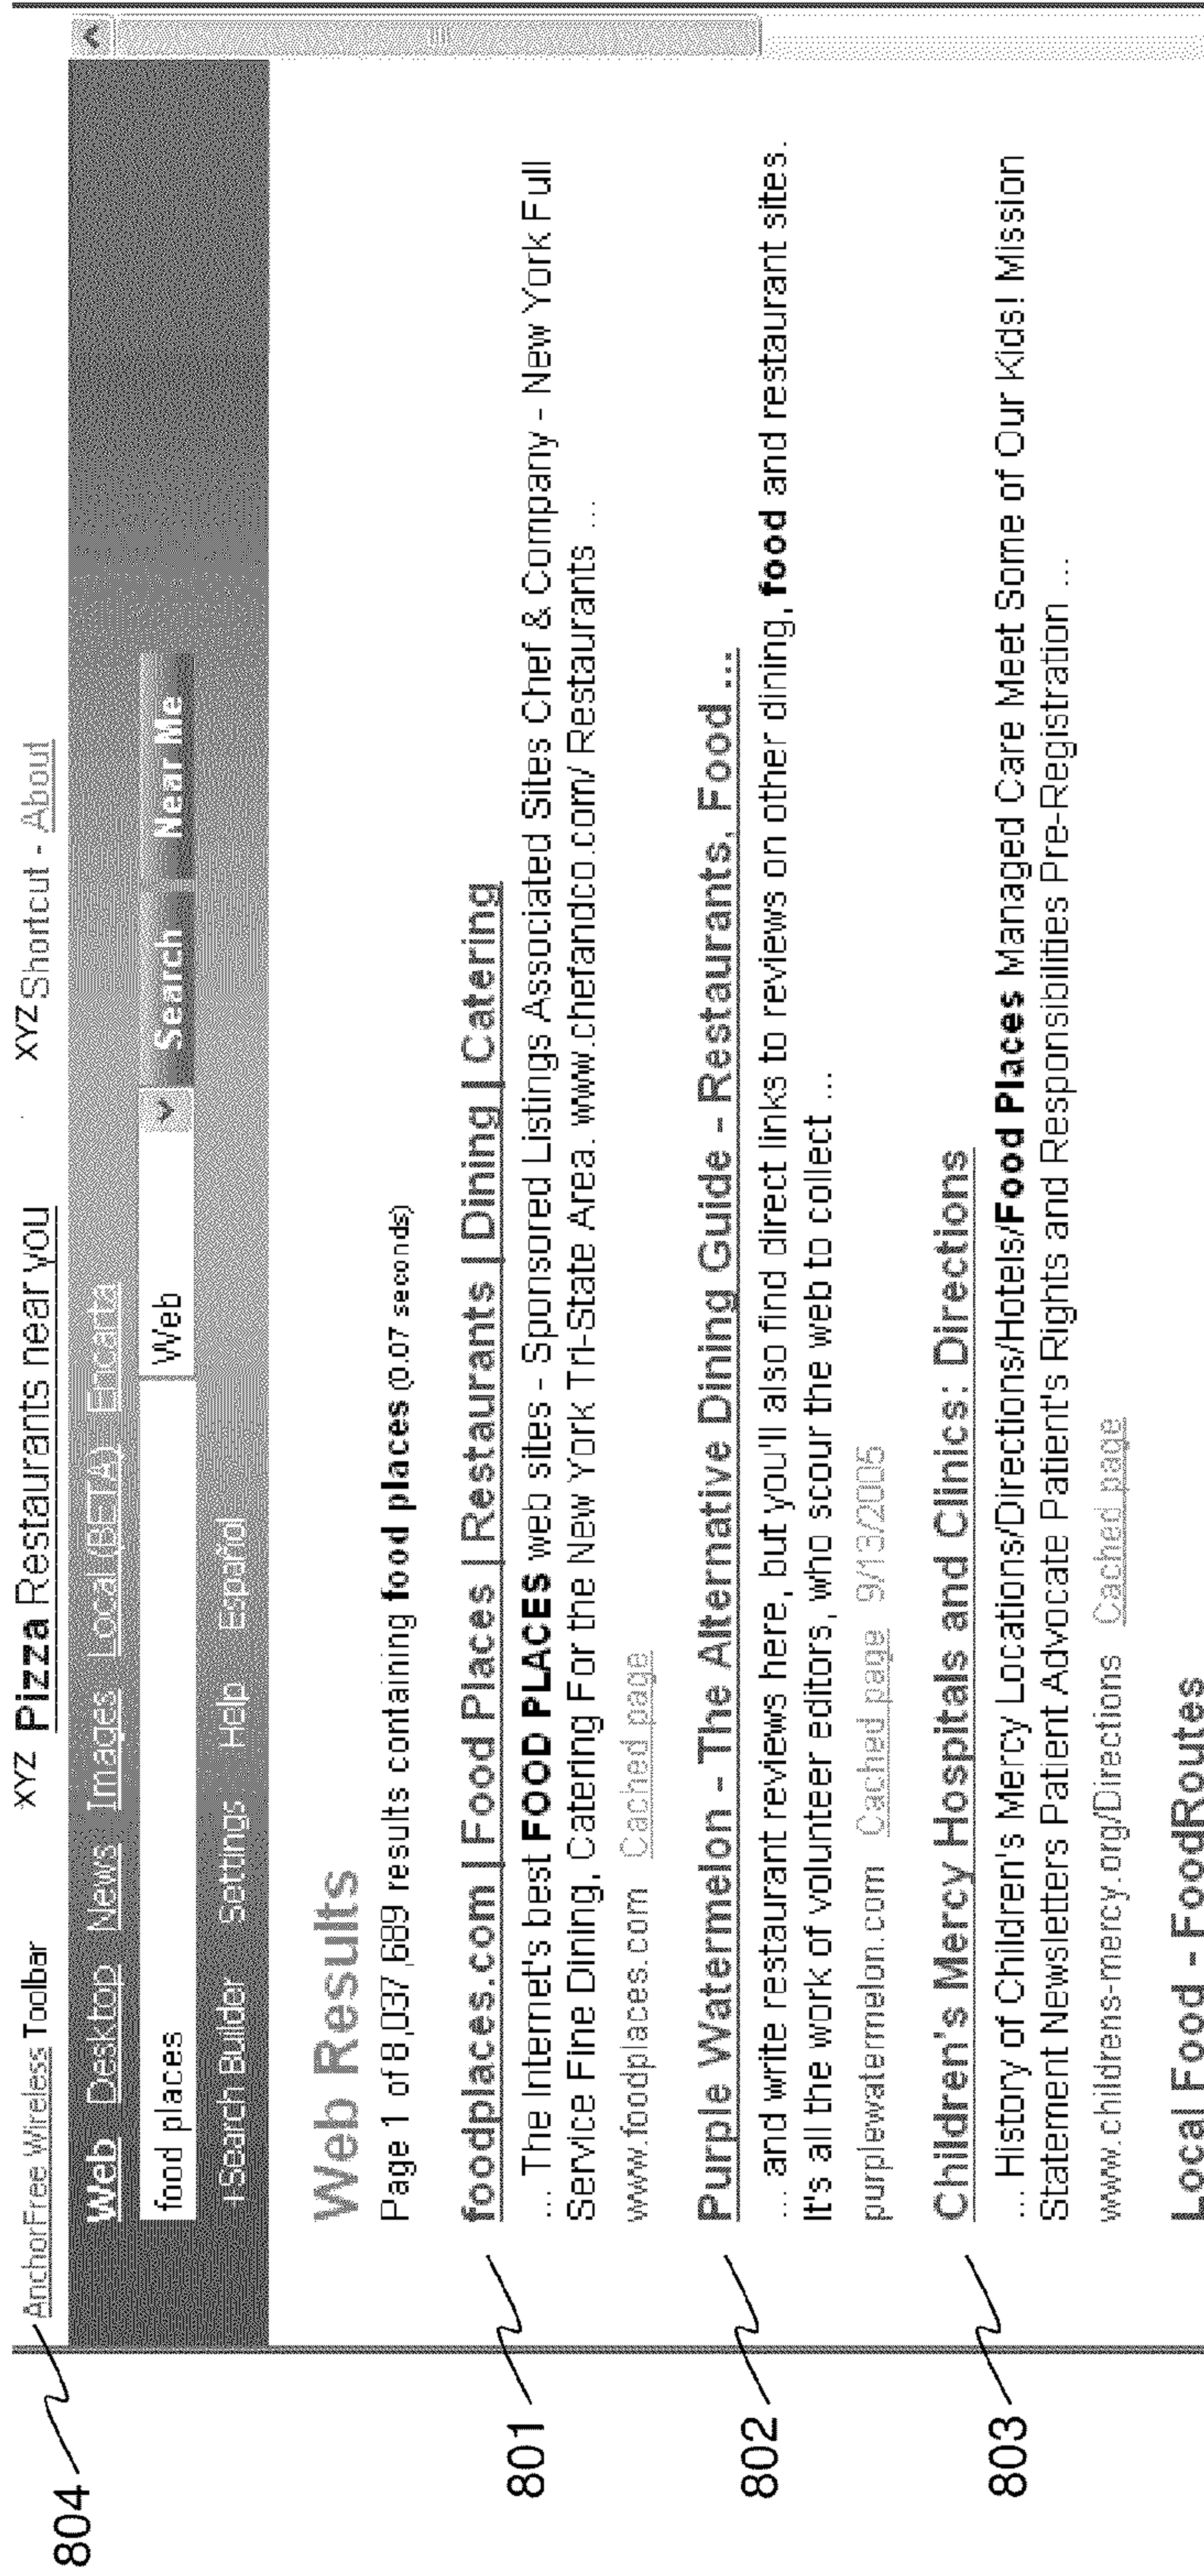 804
AnchorFree Wireless Toolbar XYZ Pizza Restaurants near you XYZ Shortcut - About
Web Desktop News Images Local (BETA) Encarta
food places Web Search Near Me
+Search Builder Settings Help Español
Web Results
Page 1 of 8,037,689 results containing food places (0.07 seconds)
801
foodplaces.com | Food Places | Restaurants | Dining | Catering
... The Internet's best FOOD PLACES web sites - Sponsored Listings Associated Sites Chef & Company - New York Full
Service Fine Dining, Catering For the New York Tri-State Area. www.chefandco.com/ Restaurants ...
www.foodplaces.com Cached page
802
Purple Watermelon - The Alternative Dining Guide - Restaurants, Food ...
... and write restaurant reviews here, but you'll also find direct links to reviews on other dining, food and restaurant sites.
It's all the work of volunteer editors, who scour the web to collect ...
purplewatermelon.com Cached page 9/13/2005
803
Children's Mercy Hospitals and Clinics: Directions
... History of Children's Mercy Locations/Directions/Hotels/Food Places Managed Care Meet Some of Our Kids! Mission
Statement Newsletters Patient Advocate Patient's Rights and Responsibilities Pre-Registration ...
www.childrens-mercy.org/Directions Cached page
Local Food - FoodRoutes